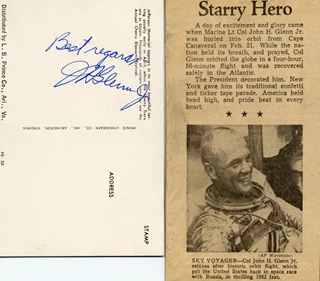 Distributed by L. B. Prince Co., Arl., Va.
Best regards
J H Glenn Jr.
PRINCE LITHOGRAPH CO., INC., ARLINGTON, VIRGINIA
ADDRESS
STAMP
Starry Hero
A day of excitement and glory came
when Marine Lt Col John H. Glenn Jr.
was hurled into orbit from Cape
Canaveral on Feb. 21. While the na-
tion held its breath, and prayed, Col
Glenn orbited the globe in a four-hour,
56-minute flight and was recovered
safely in the Atlantic.
The President decorated him. New
York gave him its traditional confetti
and ticker tape parade. America held
head high, and pride beat in every
heart.
★ ★ ★
—AP Wirephoto
SKY VOYAGER—Col John H. Glenn Jr.
relaxes after historic orbit flight, which
put the United States back in space race
with Russia, in thrilling 1962 feat.